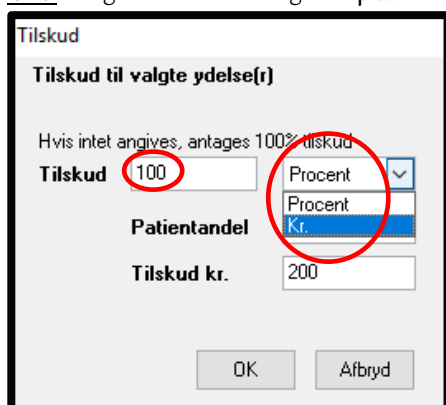 Tilskud
Tilskud til valgte ydelse(r)
Hvis intet angives, antages 100% tilskud
Tilskud 100 Procent
Procent
Patientandel Kr.
Tilskud kr. 200
OK Afbryd